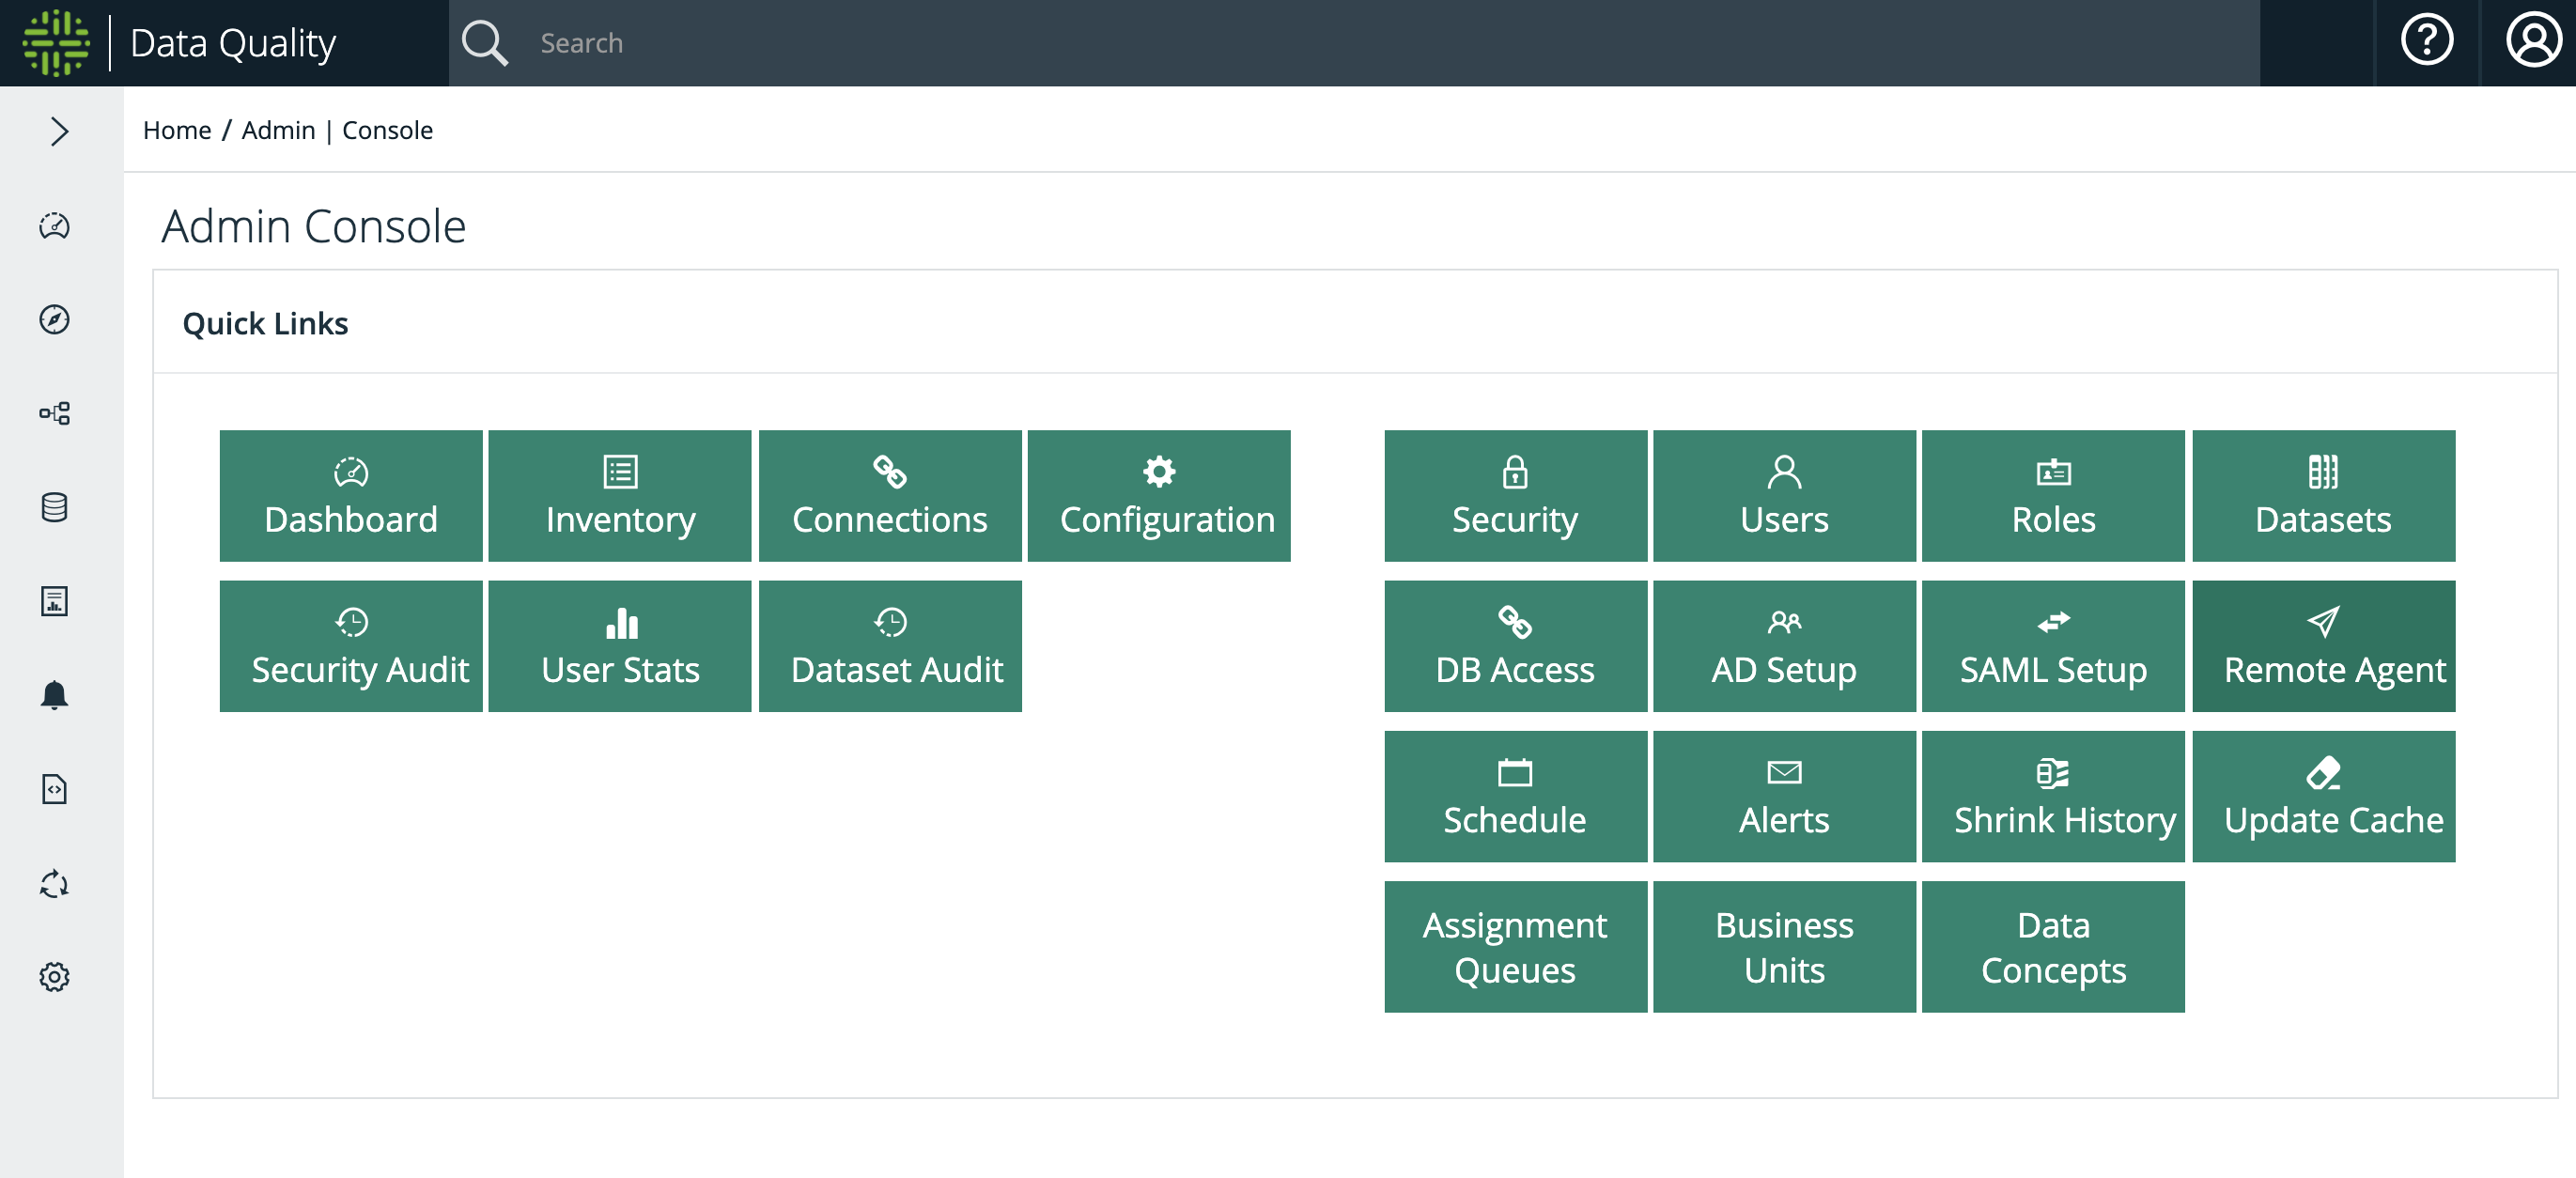 Data Quality
Search
Home / Admin | Console
Admin Console
Quick Links
Dashboard
Inventory
Connections
Configuration
Security Audit
User Stats
Dataset Audit
Security
Users
Roles
Datasets
DB Access
AD Setup
SAML Setup
Remote Agent
Schedule
Alerts
Shrink History
Update Cache
Assignment
Queues
Business
Units
Data
Concepts